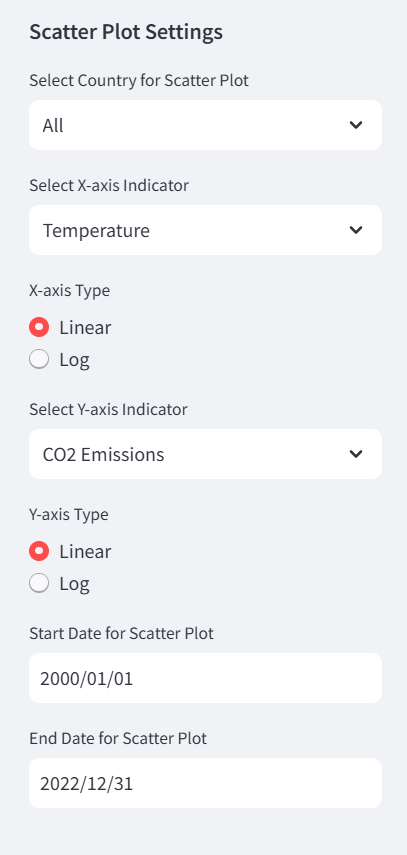 Scatter Plot Settings
Select Country for Scatter Plot
All
Select X-axis Indicator
Temperature
X-axis Type
Linear
Log
Select Y-axis Indicator
CO2 Emissions
Y-axis Type
Linear
Log
Start Date for Scatter Plot
2000/01/01
End Date for Scatter Plot
2022/12/31